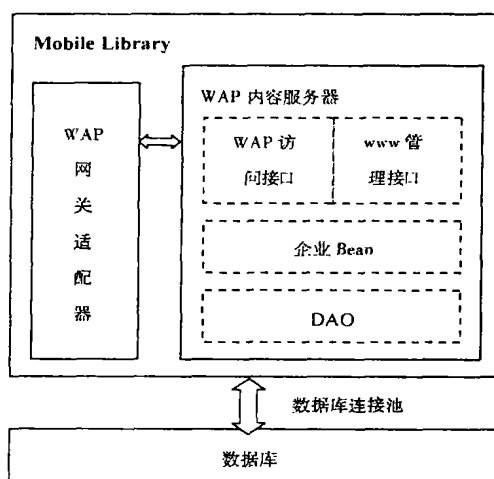 Mobile Library
WAP
网
关
适
配
器
WAP 内容服务器
WAP 访
问接口
www 管
理接口
企业 Bean
DAO
数据库连接池
数据库